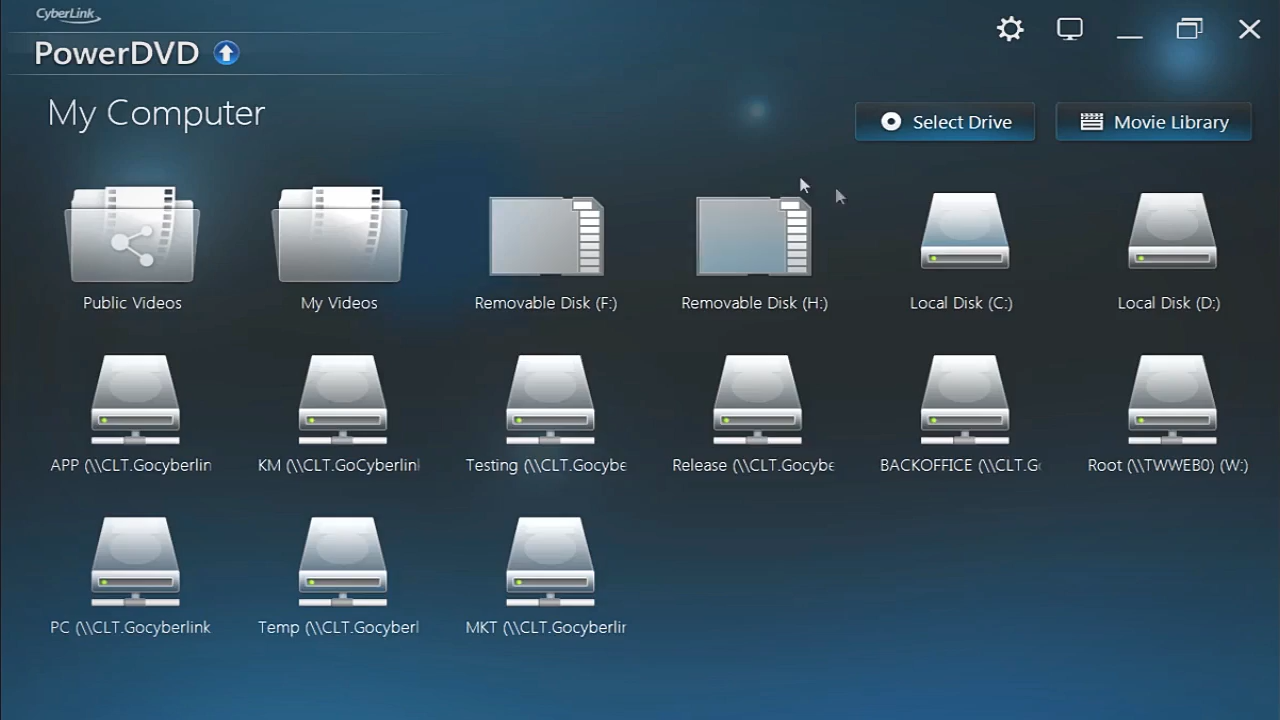 CyberLink
PowerDVD
My Computer
Select Drive
Movie Library
Public Videos
My Videos
Removable Disk (F:)
Removable Disk (H:)
Local Disk (C:)
Local Disk (D:)
APP (\\CLT.Gocyberlin
KM (\\CLT.GoCyberlin
Testing (\\CLT.Gocybe
Release (\\CLT.Gocybe
BACKOFFICE (\\CLT.G
Root (\\TWWEB0) (W:)
PC (\\CLT.Gocyberlink
Temp (\\CLT.Gocyberl
MKT (\\CLT.Gocyberlin